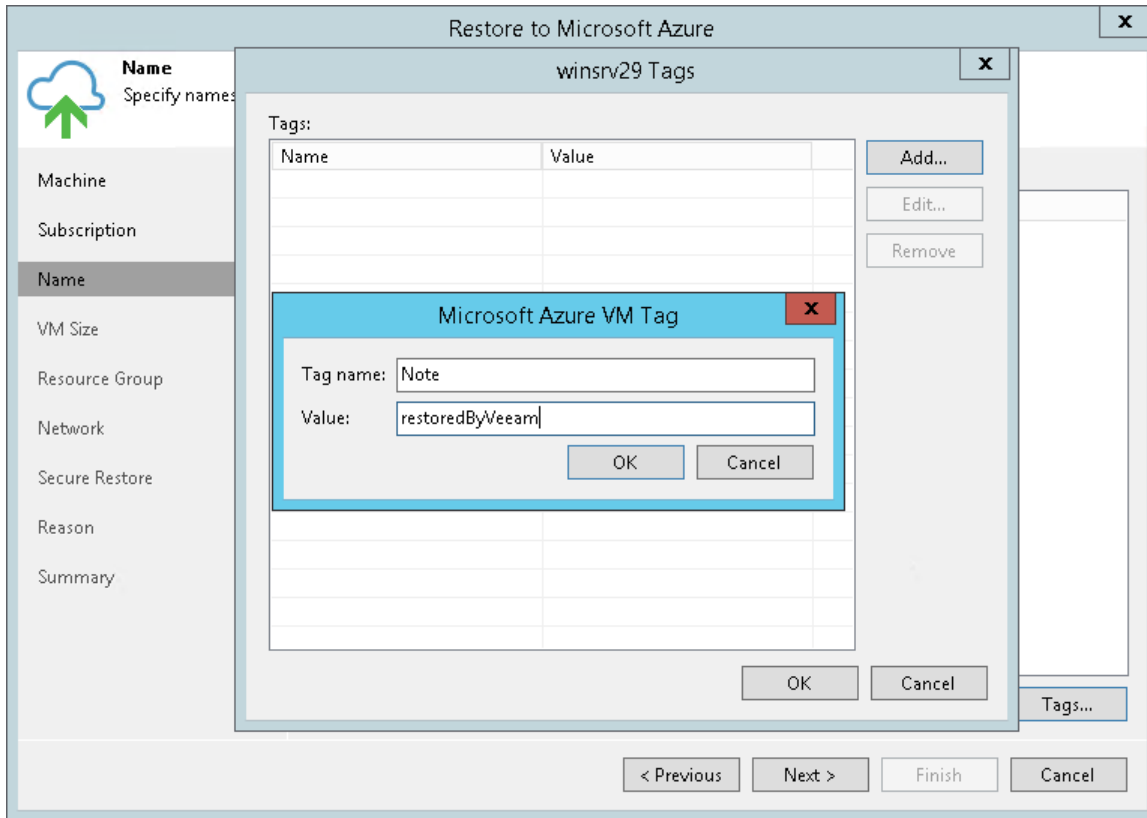 Restore to Microsoft Azure
x
Name
Specify names
winsrv29 Tags
x
Tags:
Name Value
Add...
Edit...
Remove
Machine
Subscription
Name
VM Size
Resource Group
Network
Secure Restore
Reason
Summary
Microsoft Azure VM Tag
x
Tag name: Note
Value: restoredByVeeam
OK Cancel
OK Cancel
Tags...
< Previous Next > Finish Cancel